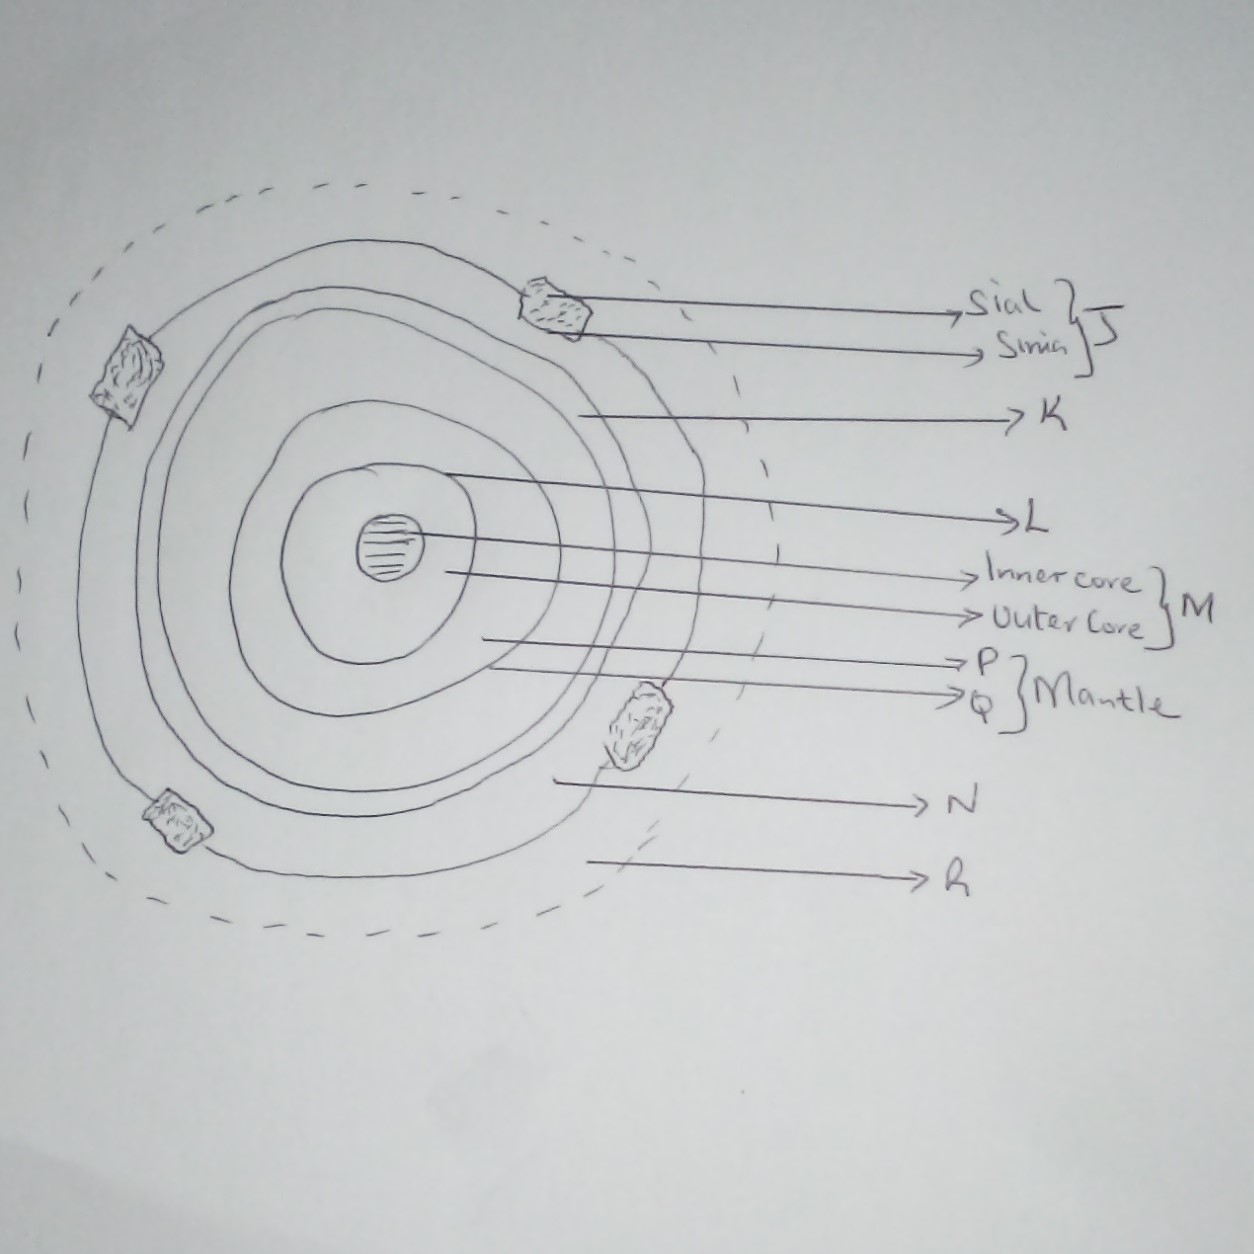 Sial
Sima
J
K
L
Inner core
Outer Core
M
P
Q
Mantle
N
R